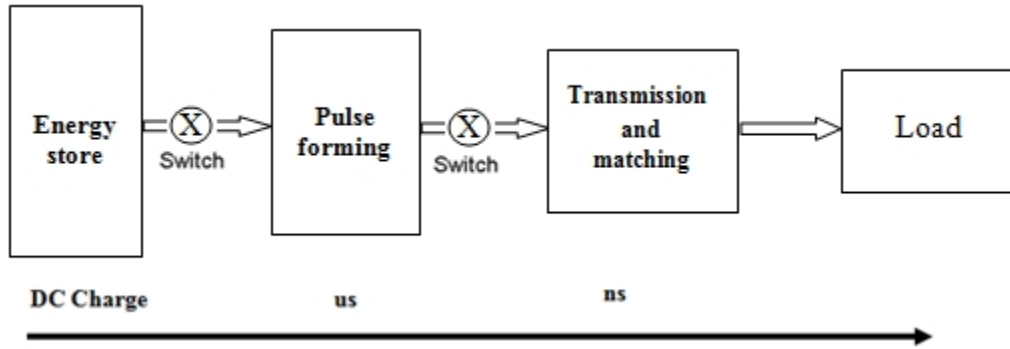 Energy
store
X
Switch
Pulse
forming
X
Switch
Transmission
and
matching
Load
DC Charge
us
ns